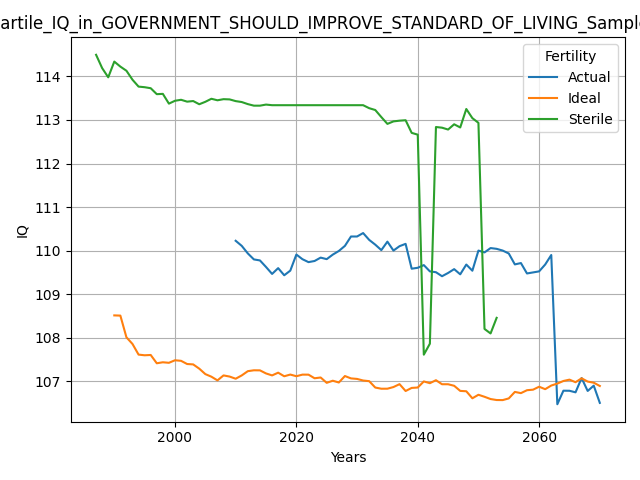 artile_IQ_in_GOVERNMENT_SHOULD_IMPROVE_STANDARD_OF_LIVING_Sampl
Fertility
Actual
Ideal
Sterile
114
113
112
111
110
109
108
107
IQ
2000 2020 2040 2060
Years